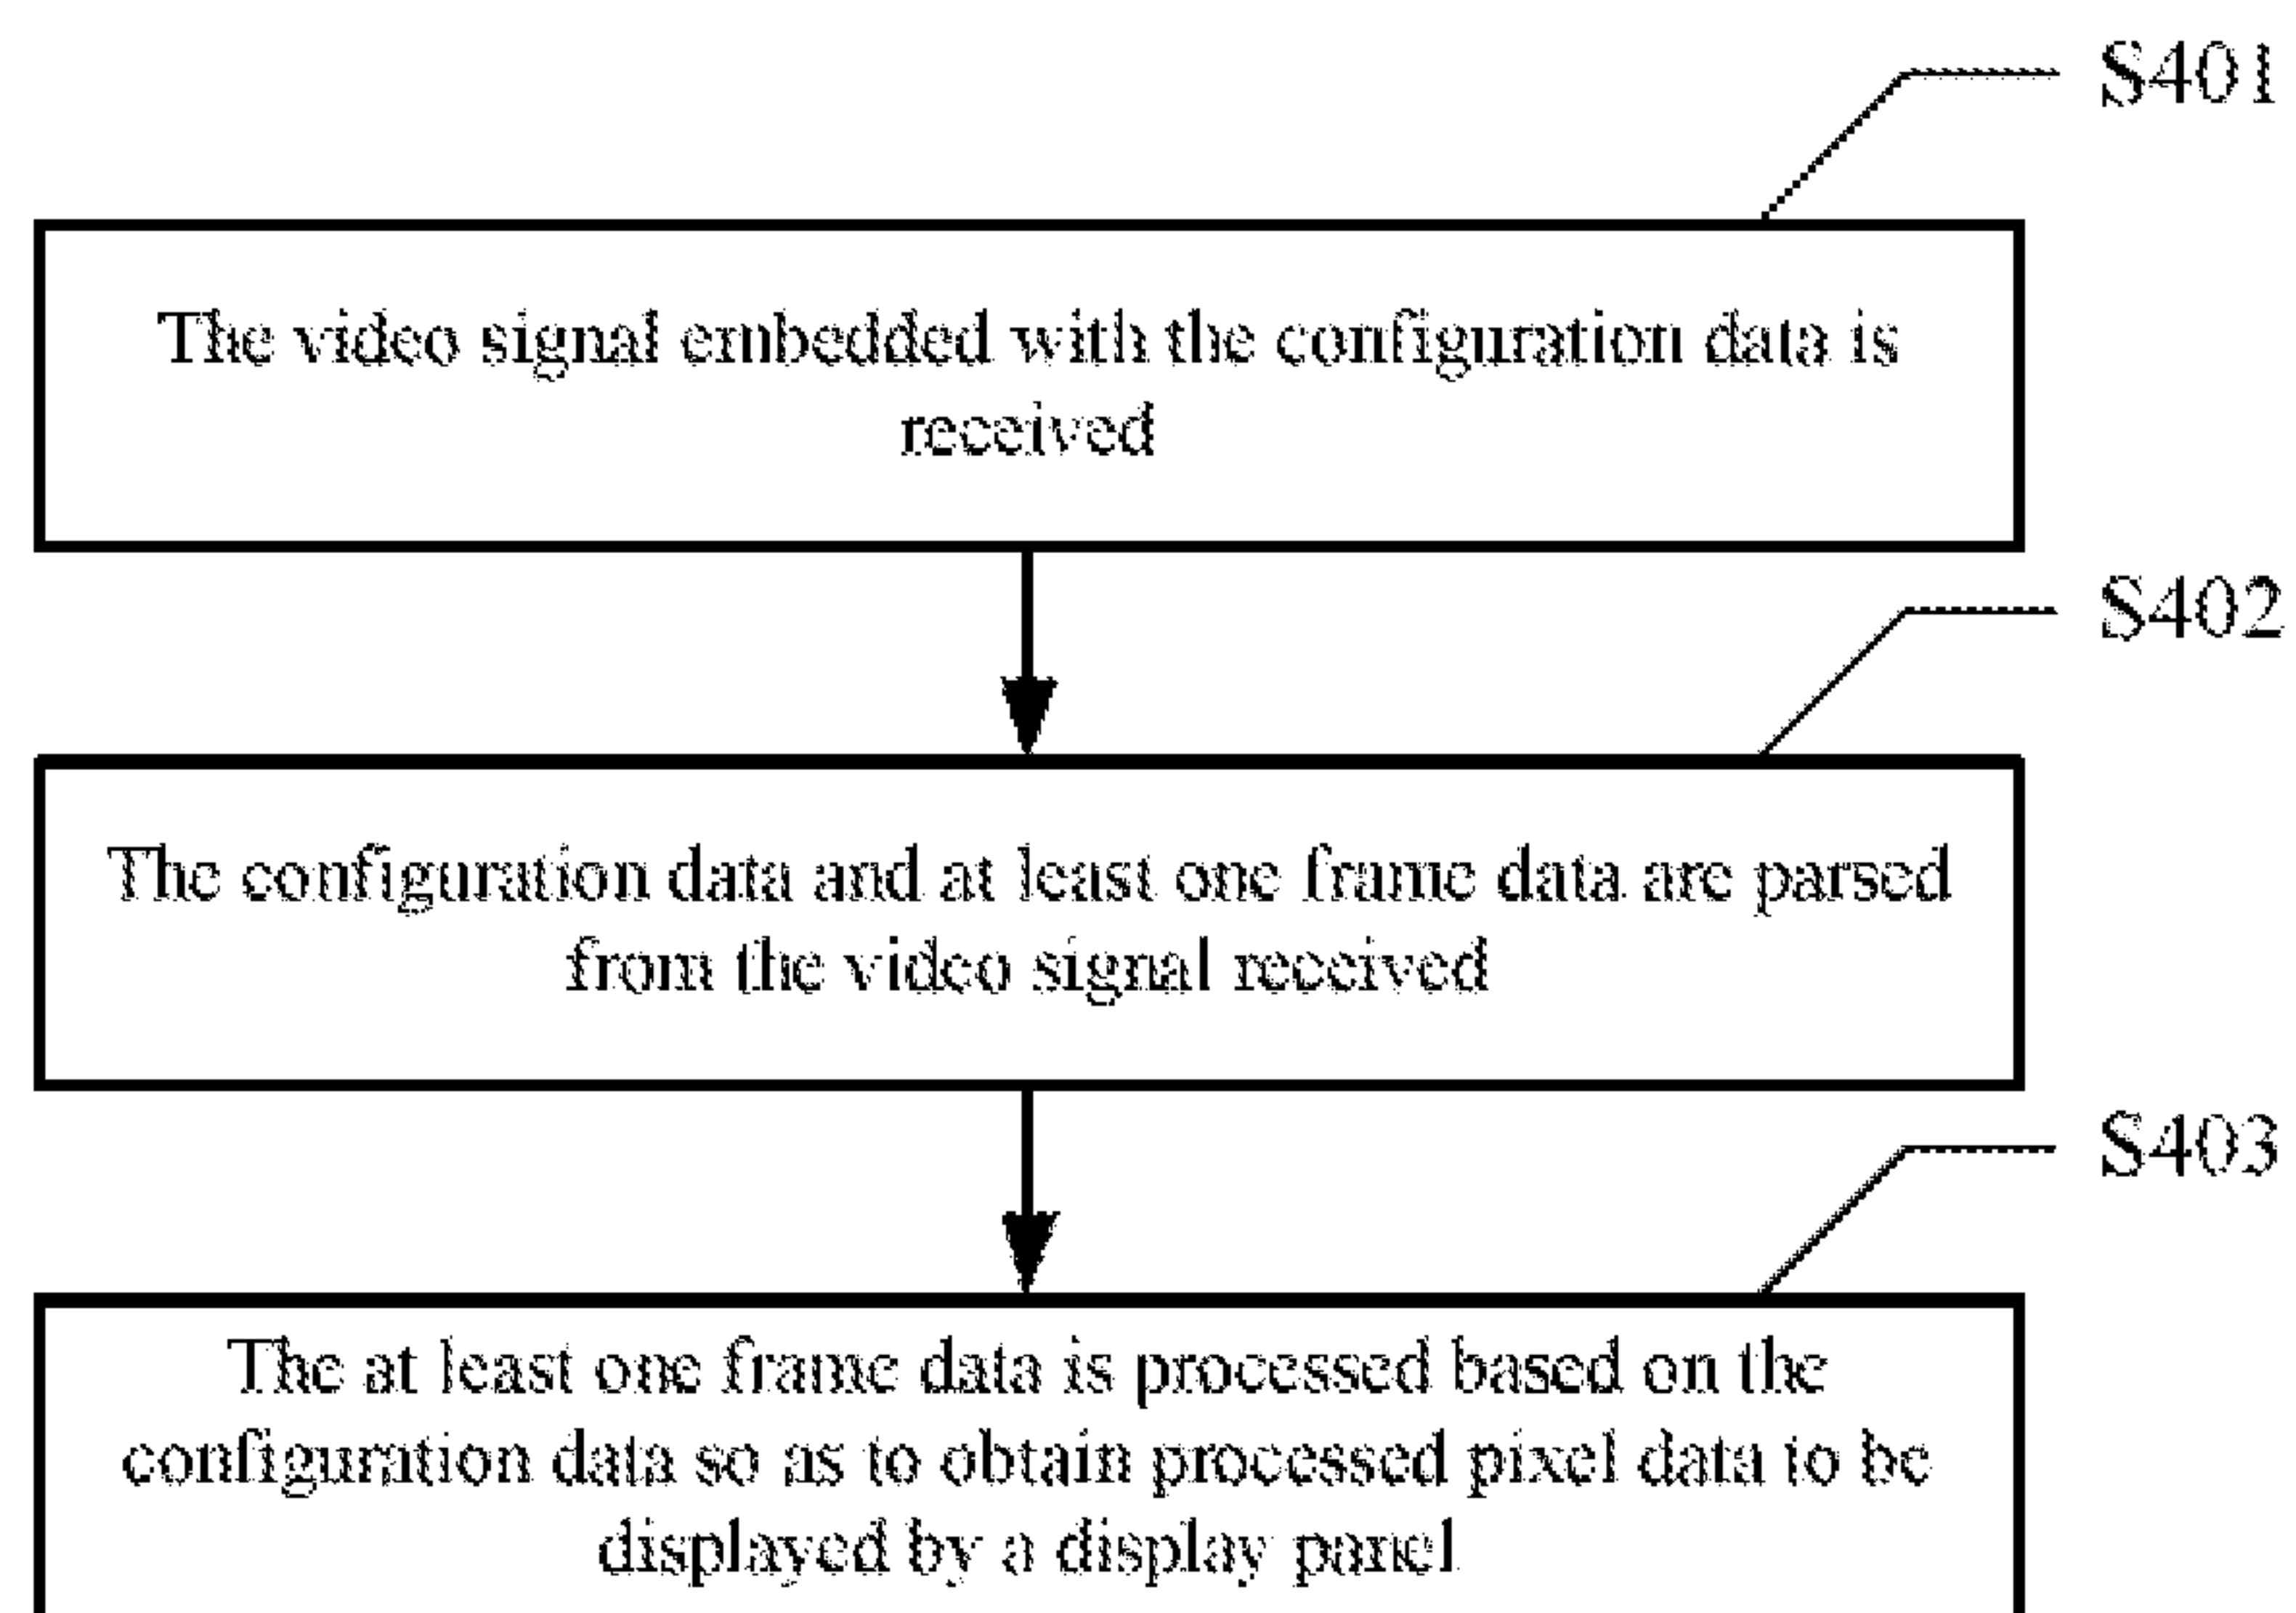 S401
The video signal embedded with the configuration data is
received
S402
The configuration data and at least one frame data are parsed
from the video signal received
S403
The at least one frame data is processed based on the
configuration data so as to obtain processed pixel data to be
displayed by a display panel